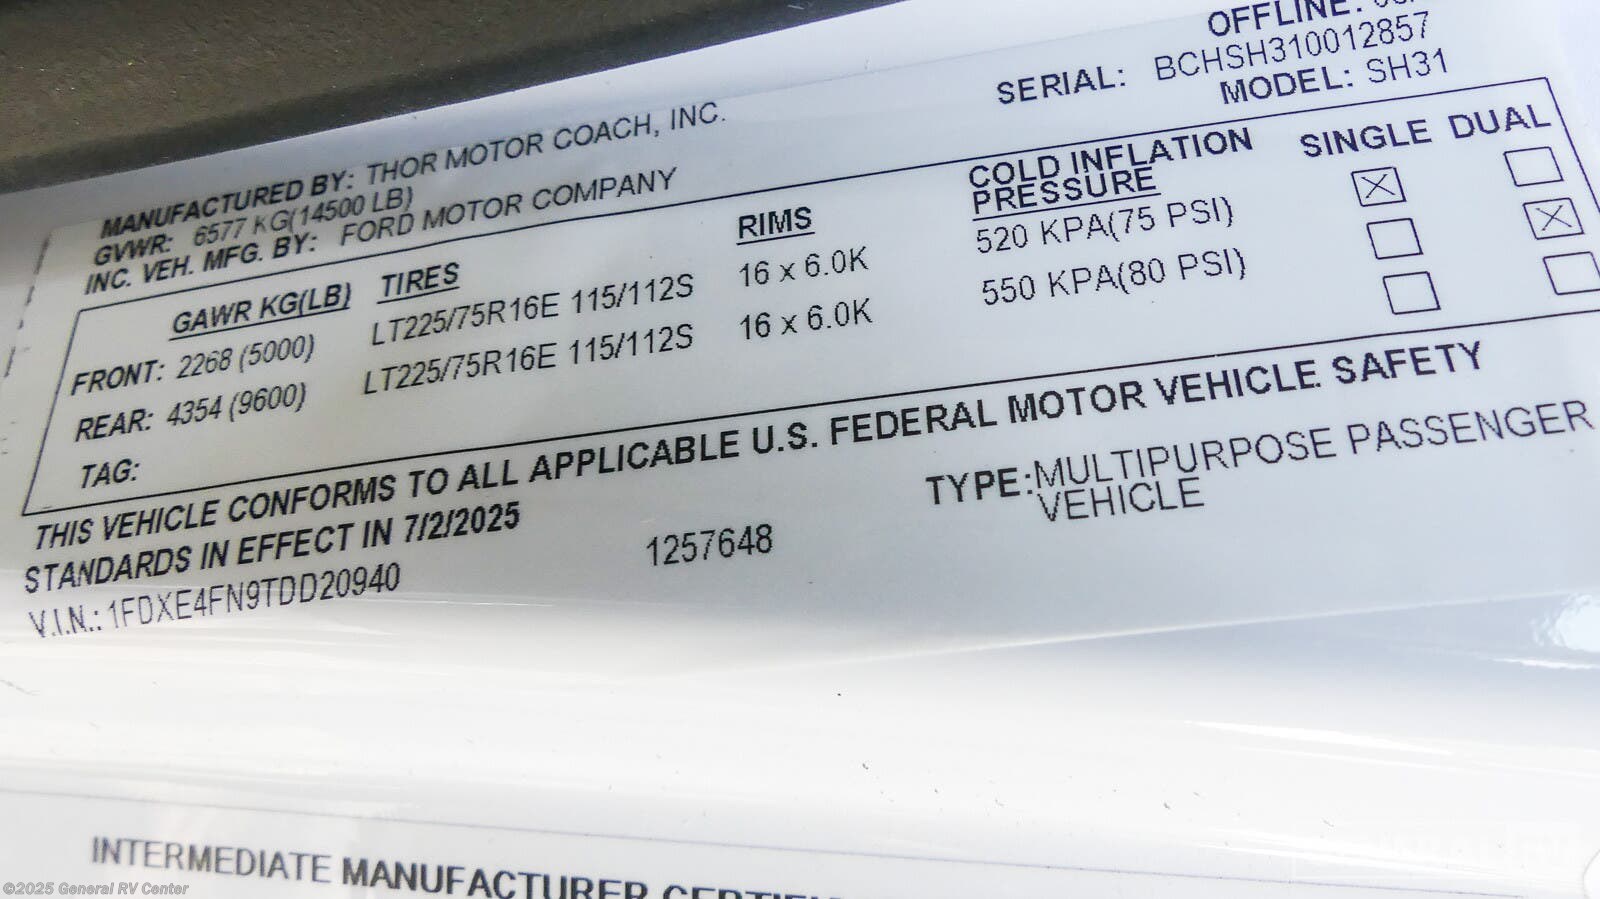 OFFLINE:
SERIAL: BCHSH310012857
MODEL: SH31
MANUFACTURED BY: THOR MOTOR COACH, INC.
GVWR: 6577 KG(14500 LB)
INC. VEH. MFG. BY: FORD MOTOR COMPANY
GAWR KG(LB) TIRES RIMS COLD INFLATION PRESSURE SINGLE DUAL
FRONT: 2268 (5000) LT225/75R16E 115/112S 16 x 6.0K 520 KPA(75 PSI)
REAR: 4354 (9600) LT225/75R16E 115/112S 16 x 6.0K 550 KPA(80 PSI)
TAG:
THIS VEHICLE CONFORMS TO ALL APPLICABLE U.S. FEDERAL MOTOR VEHICLE SAFETY
STANDARDS IN EFFECT IN 7/2/2025
V.I.N.: 1FDXE4FN9TDD20940
1257648
TYPE:MULTIPURPOSE PASSENGER
VEHICLE
INTERMEDIATE MANUFACTURER
©2025 General RV Center